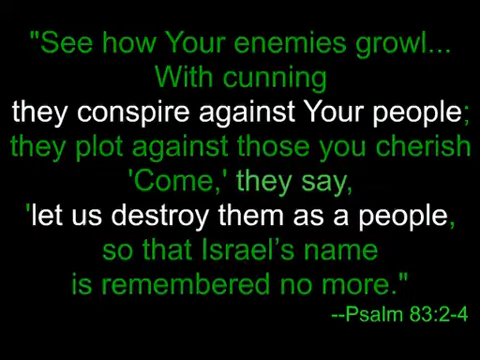 "See how Your enemies growl...
With cunning
they conspire against Your people;
they plot against those you cherish
'Come,' they say,
'let us destroy them as a people,
so that Israel’s name
is remembered no more."
--Psalm 83:2-4